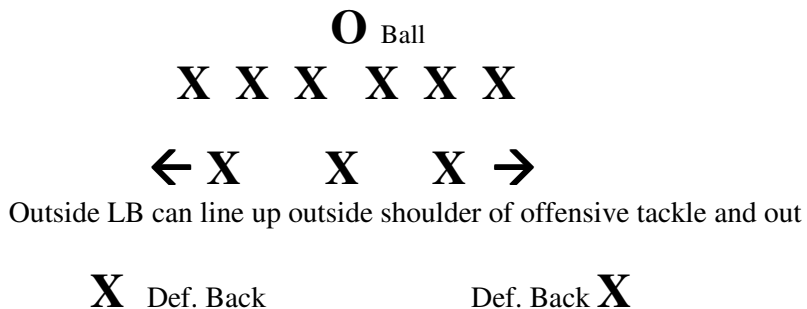 O Ball
X X X X X X
← X X X →
Outside LB can line up outside shoulder of offensive tackle and out
X Def. Back Def. Back X